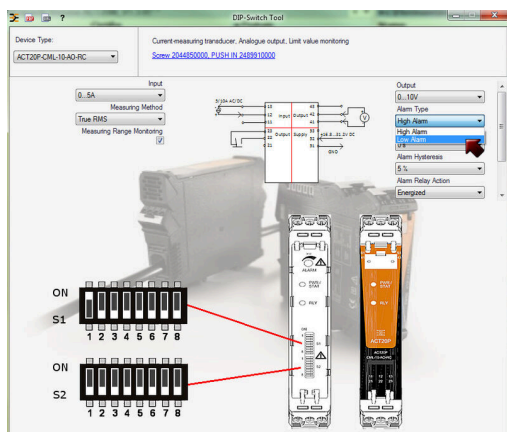 DIP-Switch Tool
Device Type:
ACT20P-CML-10-AO-RC
Current-measuring transducer, Analogue output, Limit value monitoring
Screw 2044850000, PUSH IN 2489910000
Input
0...5A
Measuring Method
True RMS
Measuring Range Monitoring
Output
0...10V
Alarm Type
High Alarm
High Alarm
Low Alarm
Alarm Hysteresis
5 %
Alarm Relay Action
Energized
Input Output
Output Supply
GND
ALARM
PWR/
STAT
RLY
PWR/
STAT
RLY
ACT20P
ON
S1
1 2 3 4 5 6 7 8
ON
S2
1 2 3 4 5 6 7 8